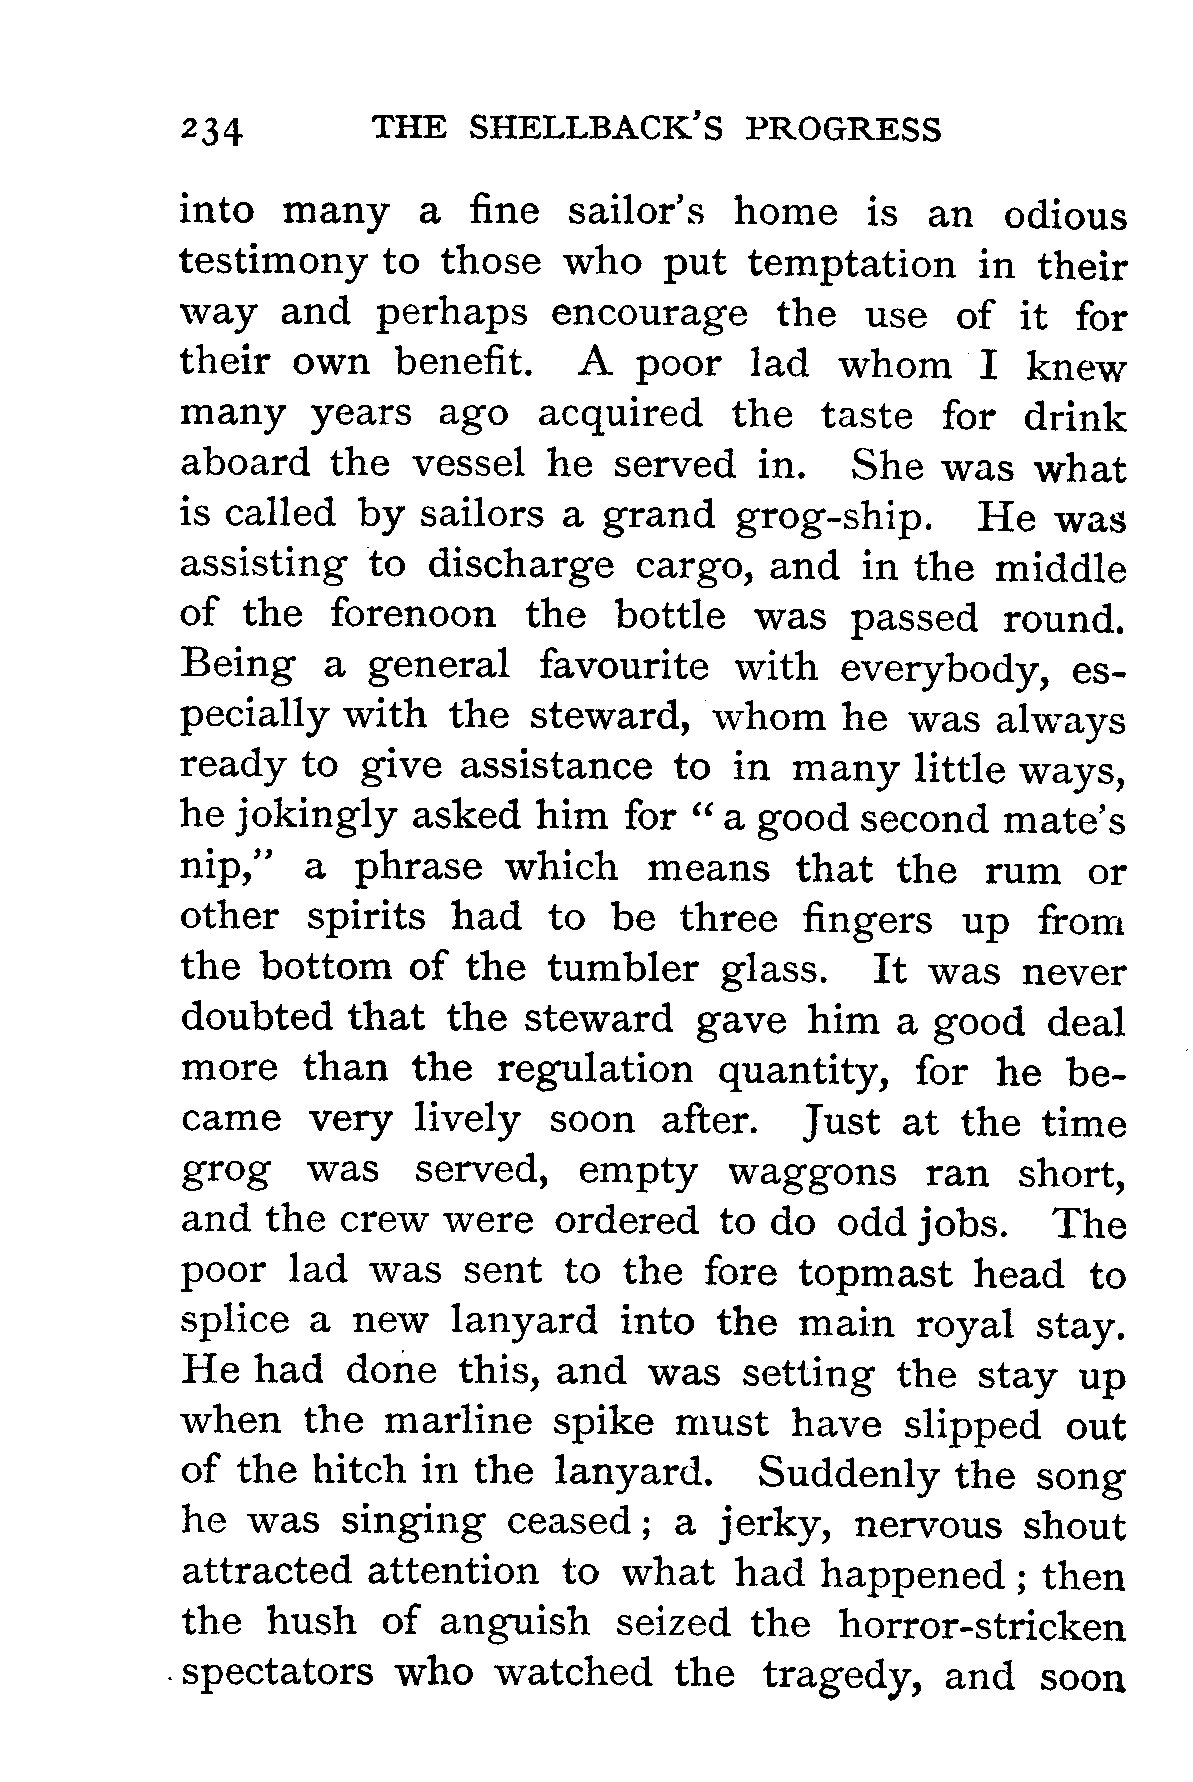 234 THE SHELLBACK'S PROGRESS
into many a fine sailor's home is an odious
testimony to those who put temptation in their
way and perhaps encourage the use of it for
their own benefit. A poor lad whom I knew
many years ago acquired the taste for drink
aboard the vessel he served in. She was what
is called by sailors a grand grog-ship. He was
assisting to discharge cargo, and in the middle
of the forenoon the bottle was passed round.
Being a general favourite with everybody, es-
pecially with the steward, whom he was always
ready to give assistance to in many little ways,
he jokingly asked him for “ a good second mate's
nip,” a phrase which means that the rum or
other spirits had to be three fingers up from
the bottom of the tumbler glass. It was never
doubted that the steward gave him a good deal
more than the regulation quantity, for he be-
came very lively soon after. Just at the time
grog was served, empty waggons ran short,
and the crew were ordered to do odd jobs. The
poor lad was sent to the fore topmast head to
splice a new lanyard into the main royal stay.
He had done this, and was setting the stay up
when the marline spike must have slipped out
of the hitch in the lanyard. Suddenly the song
he was singing ceased ; a jerky, nervous shout
attracted attention to what had happened ; then
the hush of anguish seized the horror-stricken
spectators who watched the tragedy, and soon